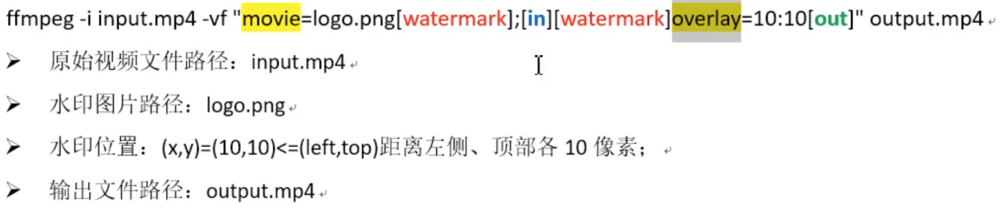 ffmpeg -i input.mp4 -vf "movie=logo.png[watermark];[in][watermark]overlay=10:10[out]" output.mp4
➢ 原始视频文件路径：input.mp4
➢ 水印图片路径：logo.png
➢ 水印位置：(x,y)=(10,10)<=(left,top)距离左侧、顶部各 10 像素；
➢ 输出文件路径：output.mp4